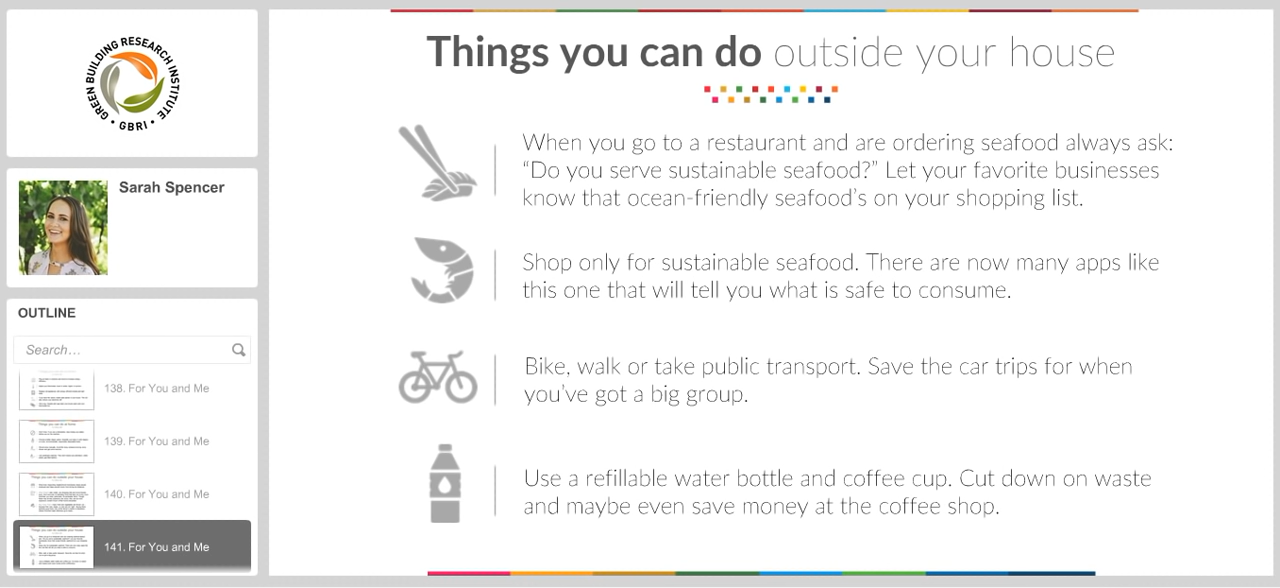 GREEN BUILDING RESEARCH INSTITUTE
• GBRI •
Sarah Spencer
OUTLINE
Search...
138. For You and Me
139. For You and Me
140. For You and Me
141. For You and Me
Things you can do outside your house
When you go to a restaurant and are ordering seafood always ask:
“Do you serve sustainable seafood?” Let your favorite businesses
know that ocean-friendly seafood’s on your shopping list.
Shop only for sustainable seafood. There are now many apps like
this one that will tell you what is safe to consume.
Bike, walk or take public transport. Save the car trips for when
you’ve got a big group.
Use a refillable water bottle and coffee cup. Cut down on waste
and maybe even save money at the coffee shop.